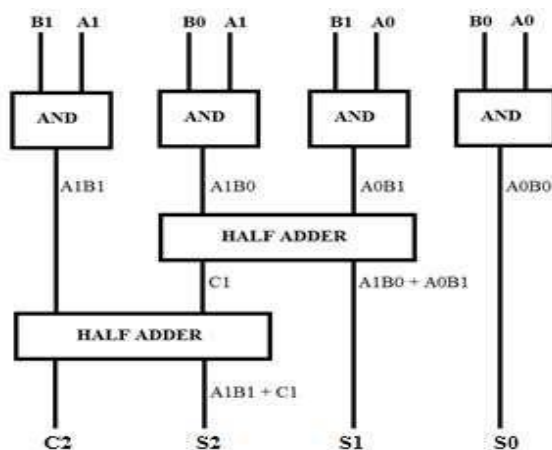 B1 A1 B0 A1 B1 A0 B0 A0
AND AND AND AND
A1B1 A1B0 A0B1 A0B0
HALF ADDER
C1 A1B0 + A0B1
HALF ADDER
A1B1 + C1
C2 S2 S1 S0